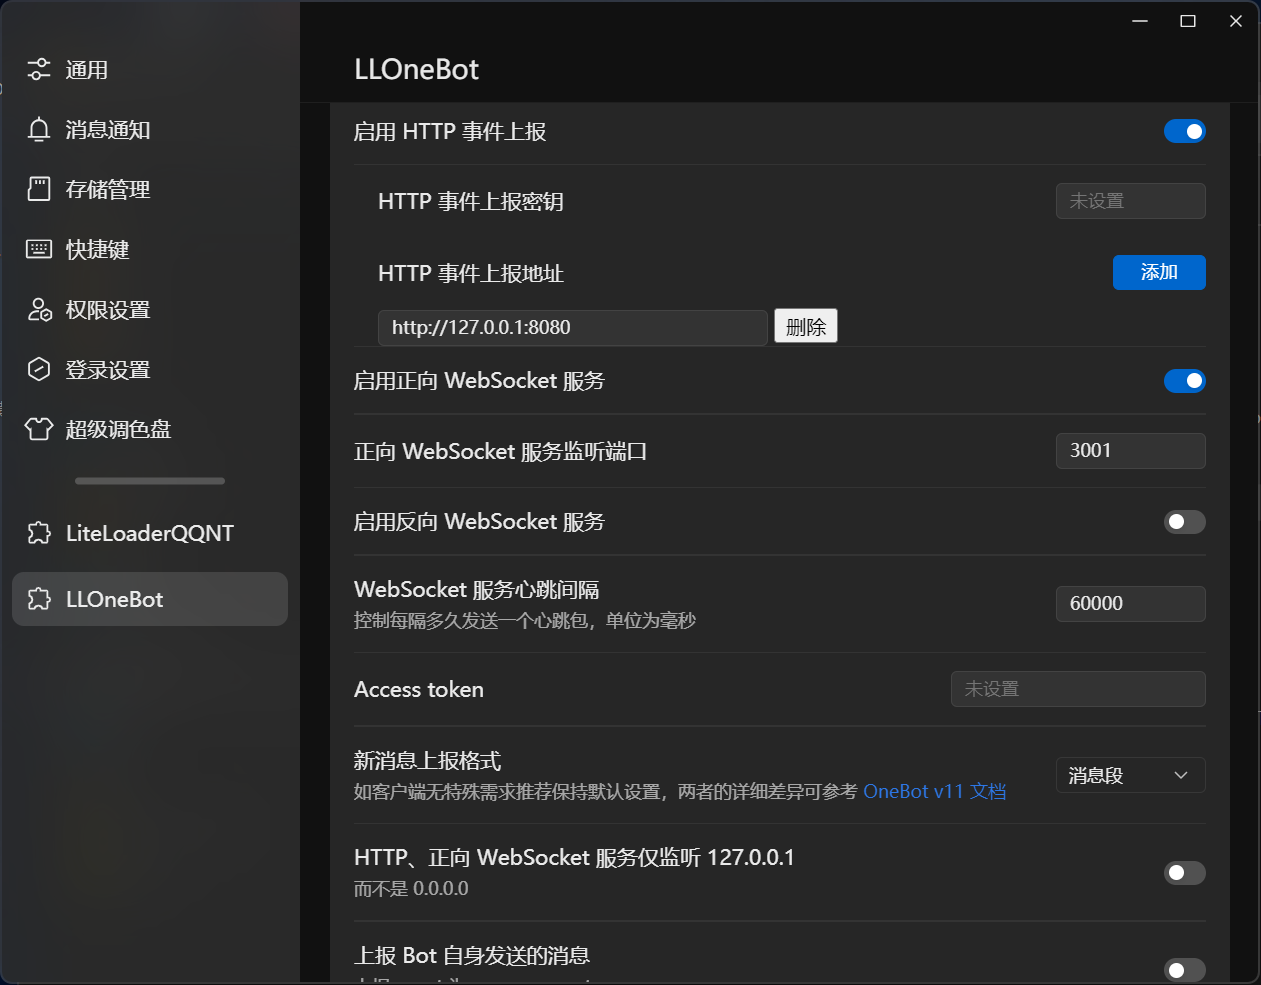 通用
消息通知
存储管理
快捷键
权限设置
登录设置
超级调色盘
LiteLoaderQQNT
LLOneBot
LLOneBot
启用 HTTP 事件上报
HTTP 事件上报密钥
未设置
HTTP 事件上报地址
添加
http://127.0.0.1:8080
删除
启用正向 WebSocket 服务
正向 WebSocket 服务监听端口
3001
启用反向 WebSocket 服务
WebSocket 服务心跳间隔
控制每隔多久发送一个心跳包，单位为毫秒
60000
Access token
未设置
新消息上报格式
如客户端无特殊需求推荐保持默认设置，两者的详细差异可参考 OneBot v11 文档
消息段
HTTP、正向 WebSocket 服务仅监听 127.0.0.1
而不是 0.0.0.0
上报 Bot 自身发送的消息